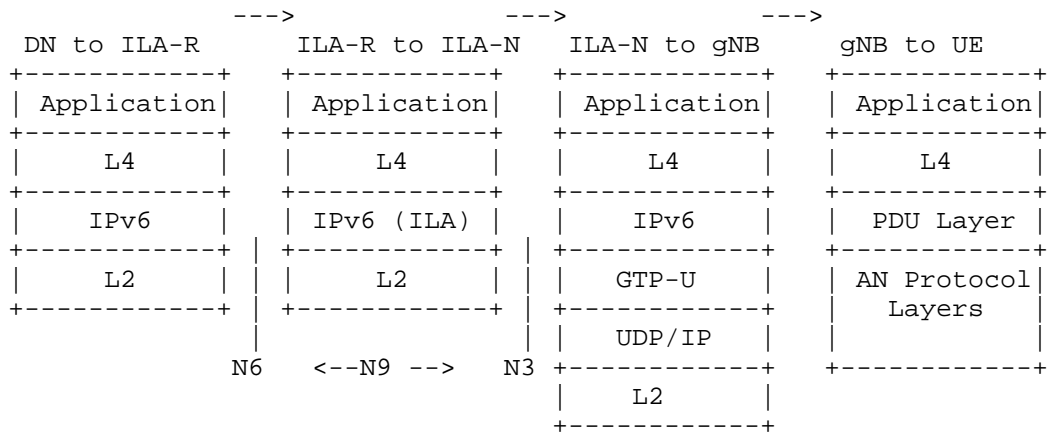 ---> ---> --->
DN to ILA-R ILA-R to ILA-N ILA-N to gNB gNB to UE
+------------+ +------------+ +------------+ +------------+
| Application| | Application| | Application| | Application|
+------------+ +------------+ +------------+ +------------+
| L4 | | L4 | | L4 | | L4 |
+------------+ +------------+ +------------+ +------------+
| IPv6 | | IPv6 (ILA) | | IPv6 | | PDU Layer |
+------------+ | +------------+ | +------------+ +------------+
| L2 | | | L2 | | | GTP-U | | AN Protocol|
+------------+ | +------------+ | +------------+ | Layers |
| | | UDP/IP | | |
N6 <--N9 --> N3 +------------+ +------------+
| L2 |
+------------+